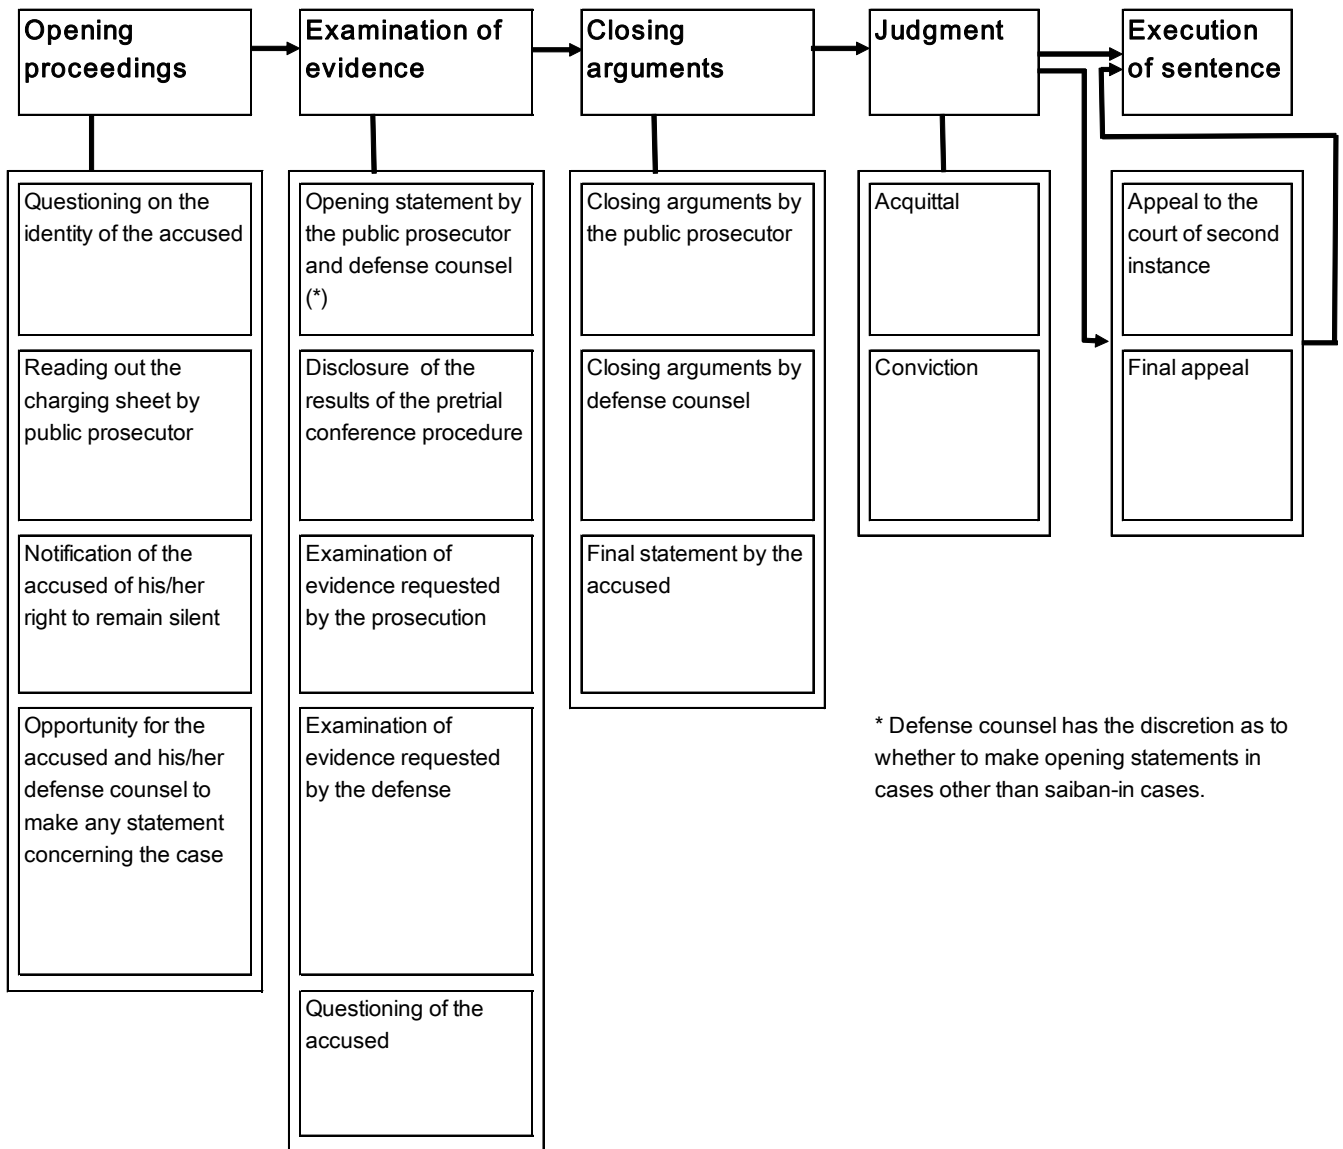 Opening
proceedings
Examination of
evidence
Closing
arguments
Judgment
Execution
of sentence
Questioning on the
identity of the accused
Reading out the
charging sheet by
public prosecutor
Notification of the
accused of his/her
right to remain silent
Opportunity for the
accused and his/her
defense counsel to
make any statement
concerning the case
Opening statement by
the public prosecutor
and defense counsel
(*)
Disclosure of the
results of the pretrial
conference procedure
Examination of
evidence requested
by the prosecution
Examination of
evidence requested
by the defense
Questioning of the
accused
Closing arguments by
the public prosecutor
Closing arguments by
defense counsel
Final statement by the
accused
Acquittal
Conviction
Appeal to the
court of second
instance
Final appeal
* Defense counsel has the discretion as to
whether to make opening statements in
cases other than saiban-in cases.